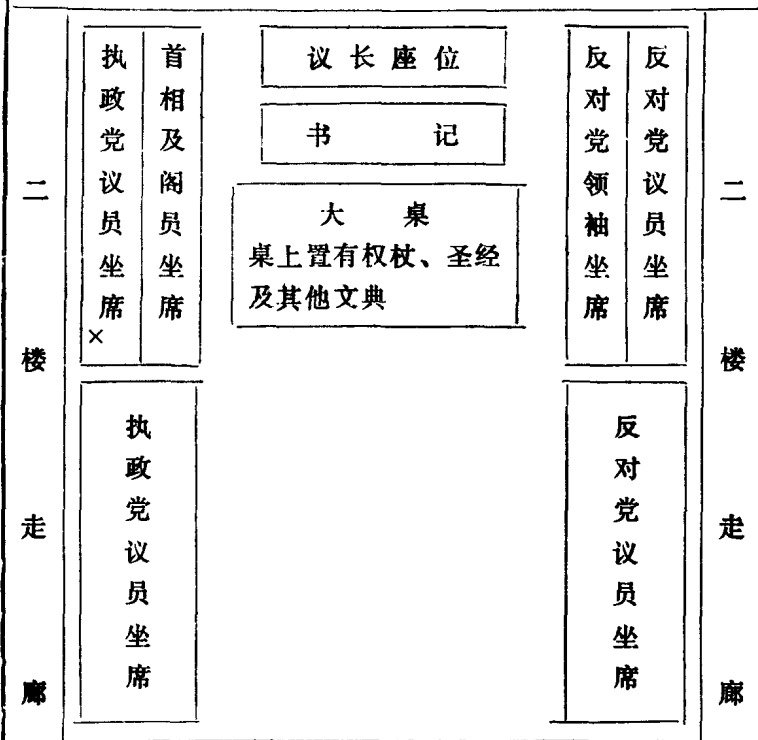 二楼走廊
执政党议员坐席
×
首相及阁员坐席
议长座位
书记
大桌
桌上置有权杖、圣经
及其他文典
反对党领袖坐席
反对党议员坐席
二楼走廊
执政党议员坐席
反对党议员坐席